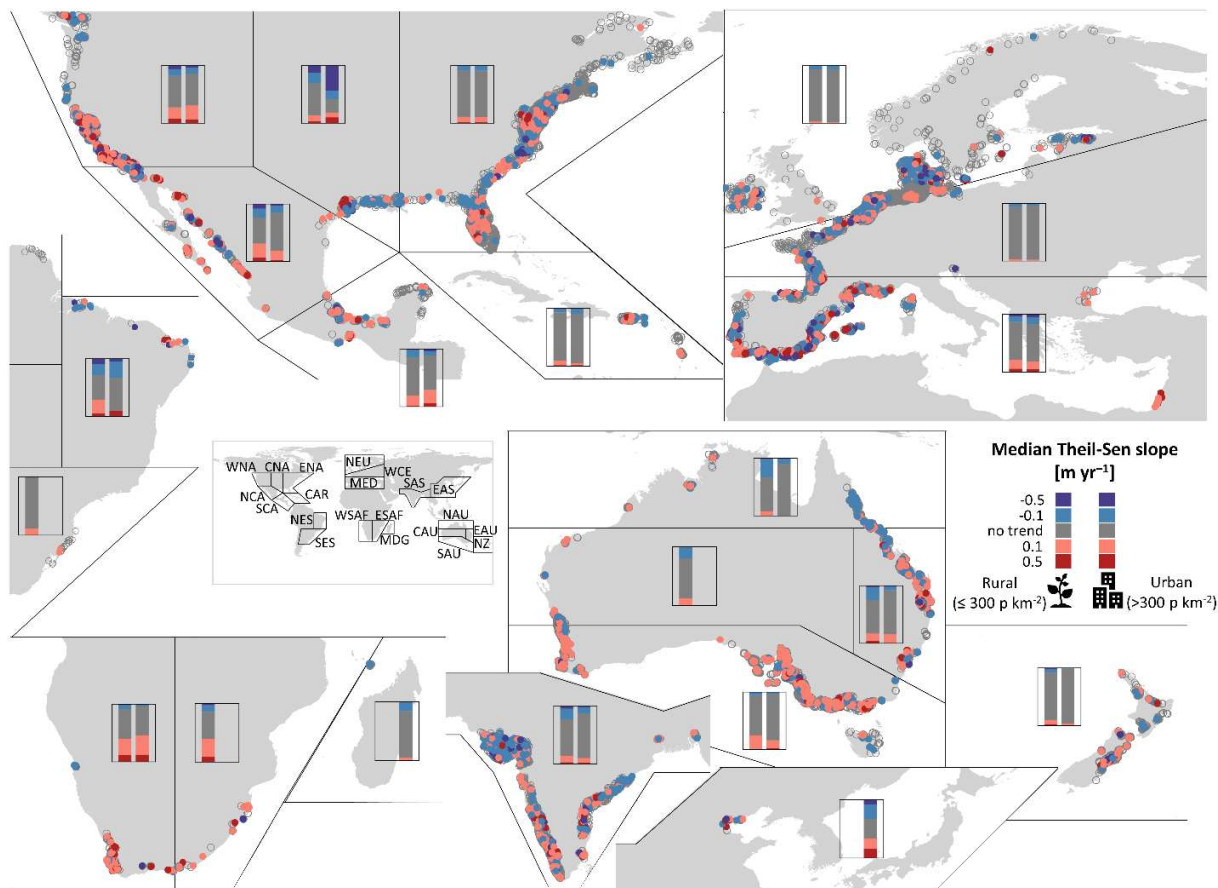 WNA CNA ENA
NEU
WCE
MED
SAS
EAS
NCA
SCA
CAR
NES
SES
WSAF ESAF
MDG
NAU
CAU
EAU
SAU
NZ
Median Theil-Sen slope
[m yr⁻¹]
-0.5
-0.1
no trend
0.1
0.5
Rural
(≤ 300 p km⁻²)
Urban
(>300 p km⁻²)